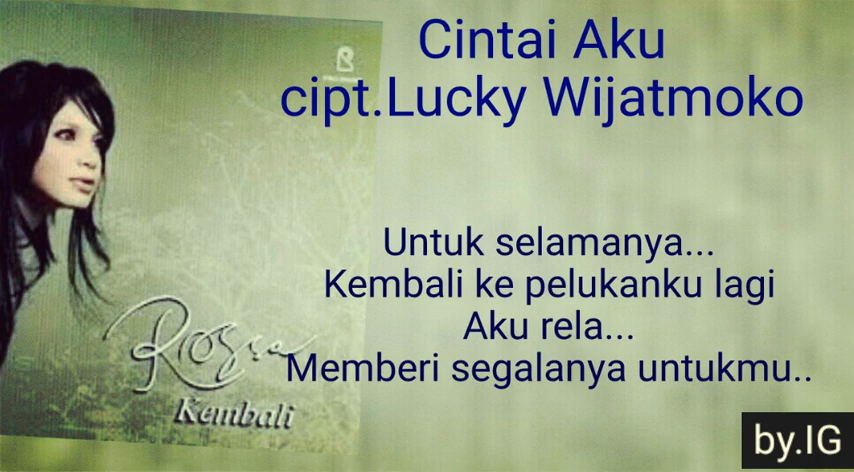 Cintai Aku
cipt.Lucky Wijatmoko
Untuk selamanya...
Kembali ke pelukanku lagi
Aku rela...
Memberi segalanya untukmu..
Rossa
Kembali
by.IG